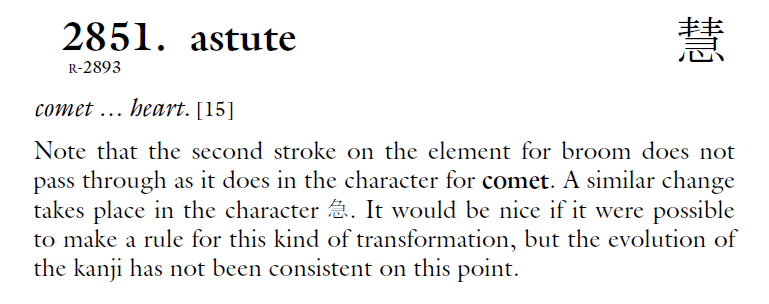 2851. astute 慧
R-2893
comet … heart. [15]
Note that the second stroke on the element for broom does not
pass through as it does in the character for comet. A similar change
takes place in the character 急. It would be nice if it were possible
to make a rule for this kind of transformation, but the evolution of
the kanji has not been consistent on this point.